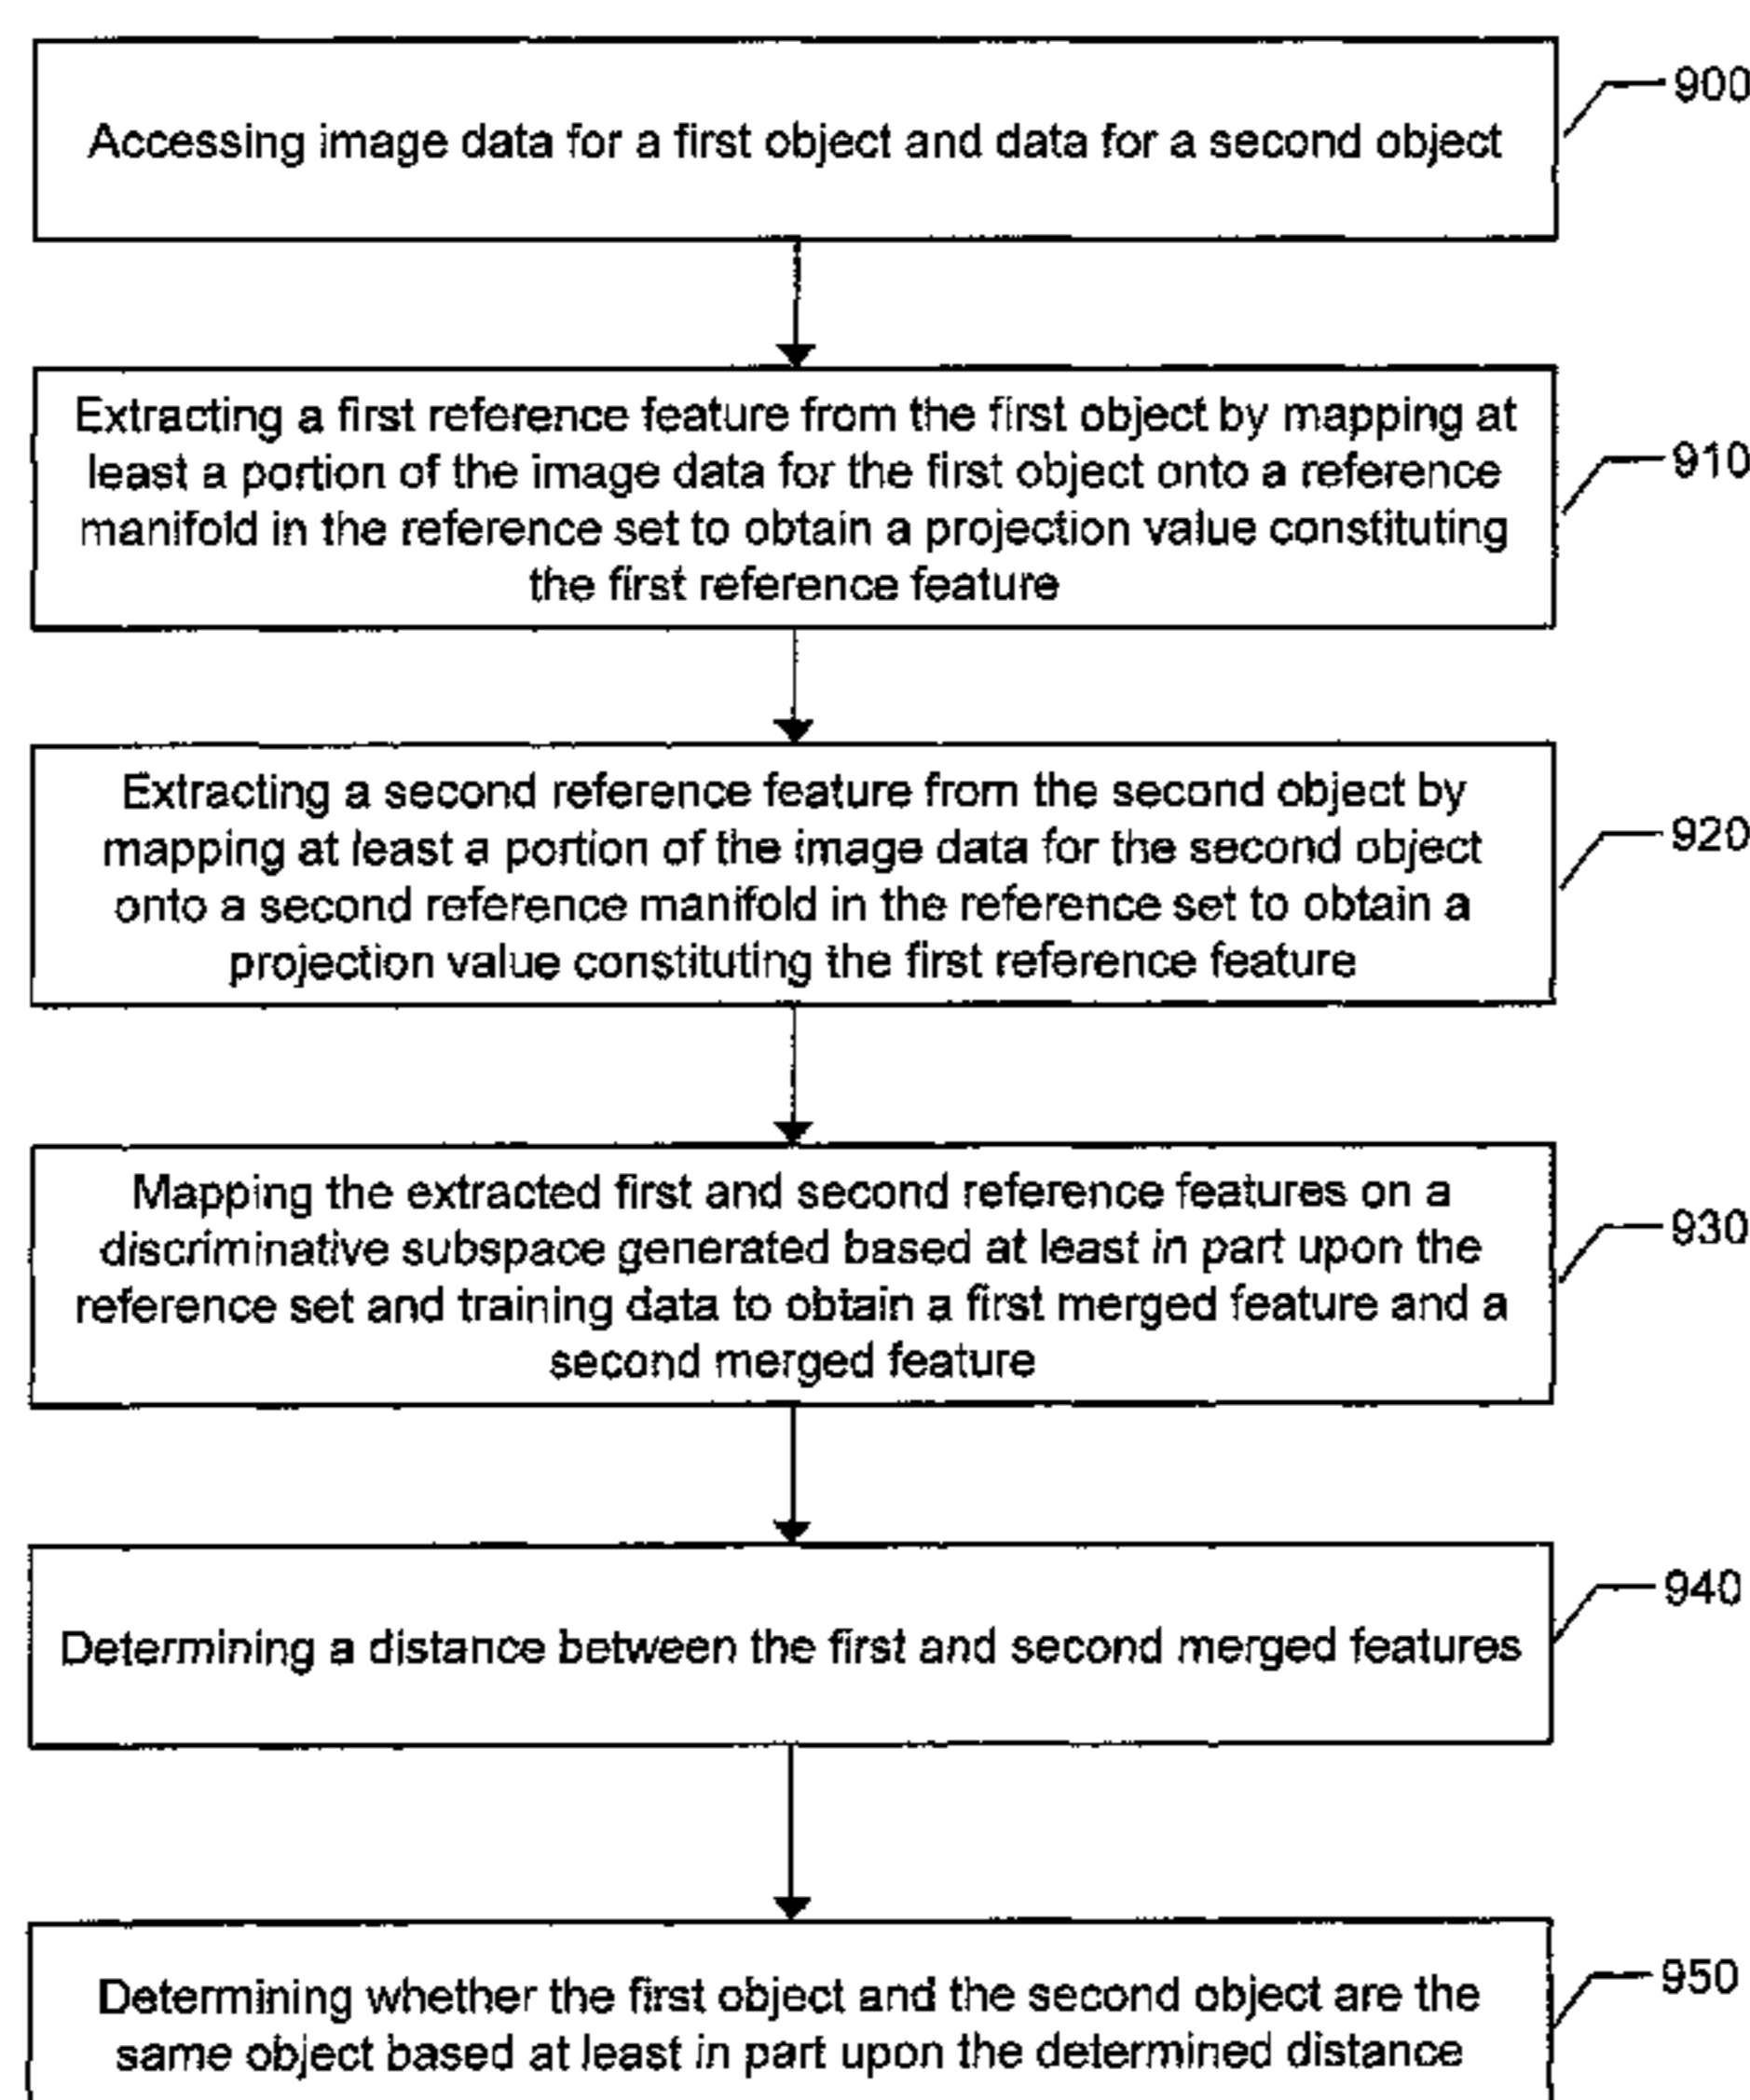 Accessing image data for a first object and data for a second object
900
Extracting a first reference feature from the first object by mapping at
least a portion of the image data for the first object onto a reference
manifold in the reference set to obtain a projection value constituting
the first reference feature
910
Extracting a second reference feature from the second object by
mapping at least a portion of the image data for the second object
onto a second reference manifold in the reference set to obtain a
projection value constituting the first reference feature
920
Mapping the extracted first and second reference features on a
discriminative subspace generated based at least in part upon the
reference set and training data to obtain a first merged feature and a
second merged feature
930
Determining a distance between the first and second merged features
940
Determining whether the first object and the second object are the
same object based at least in part upon the determined distance
950